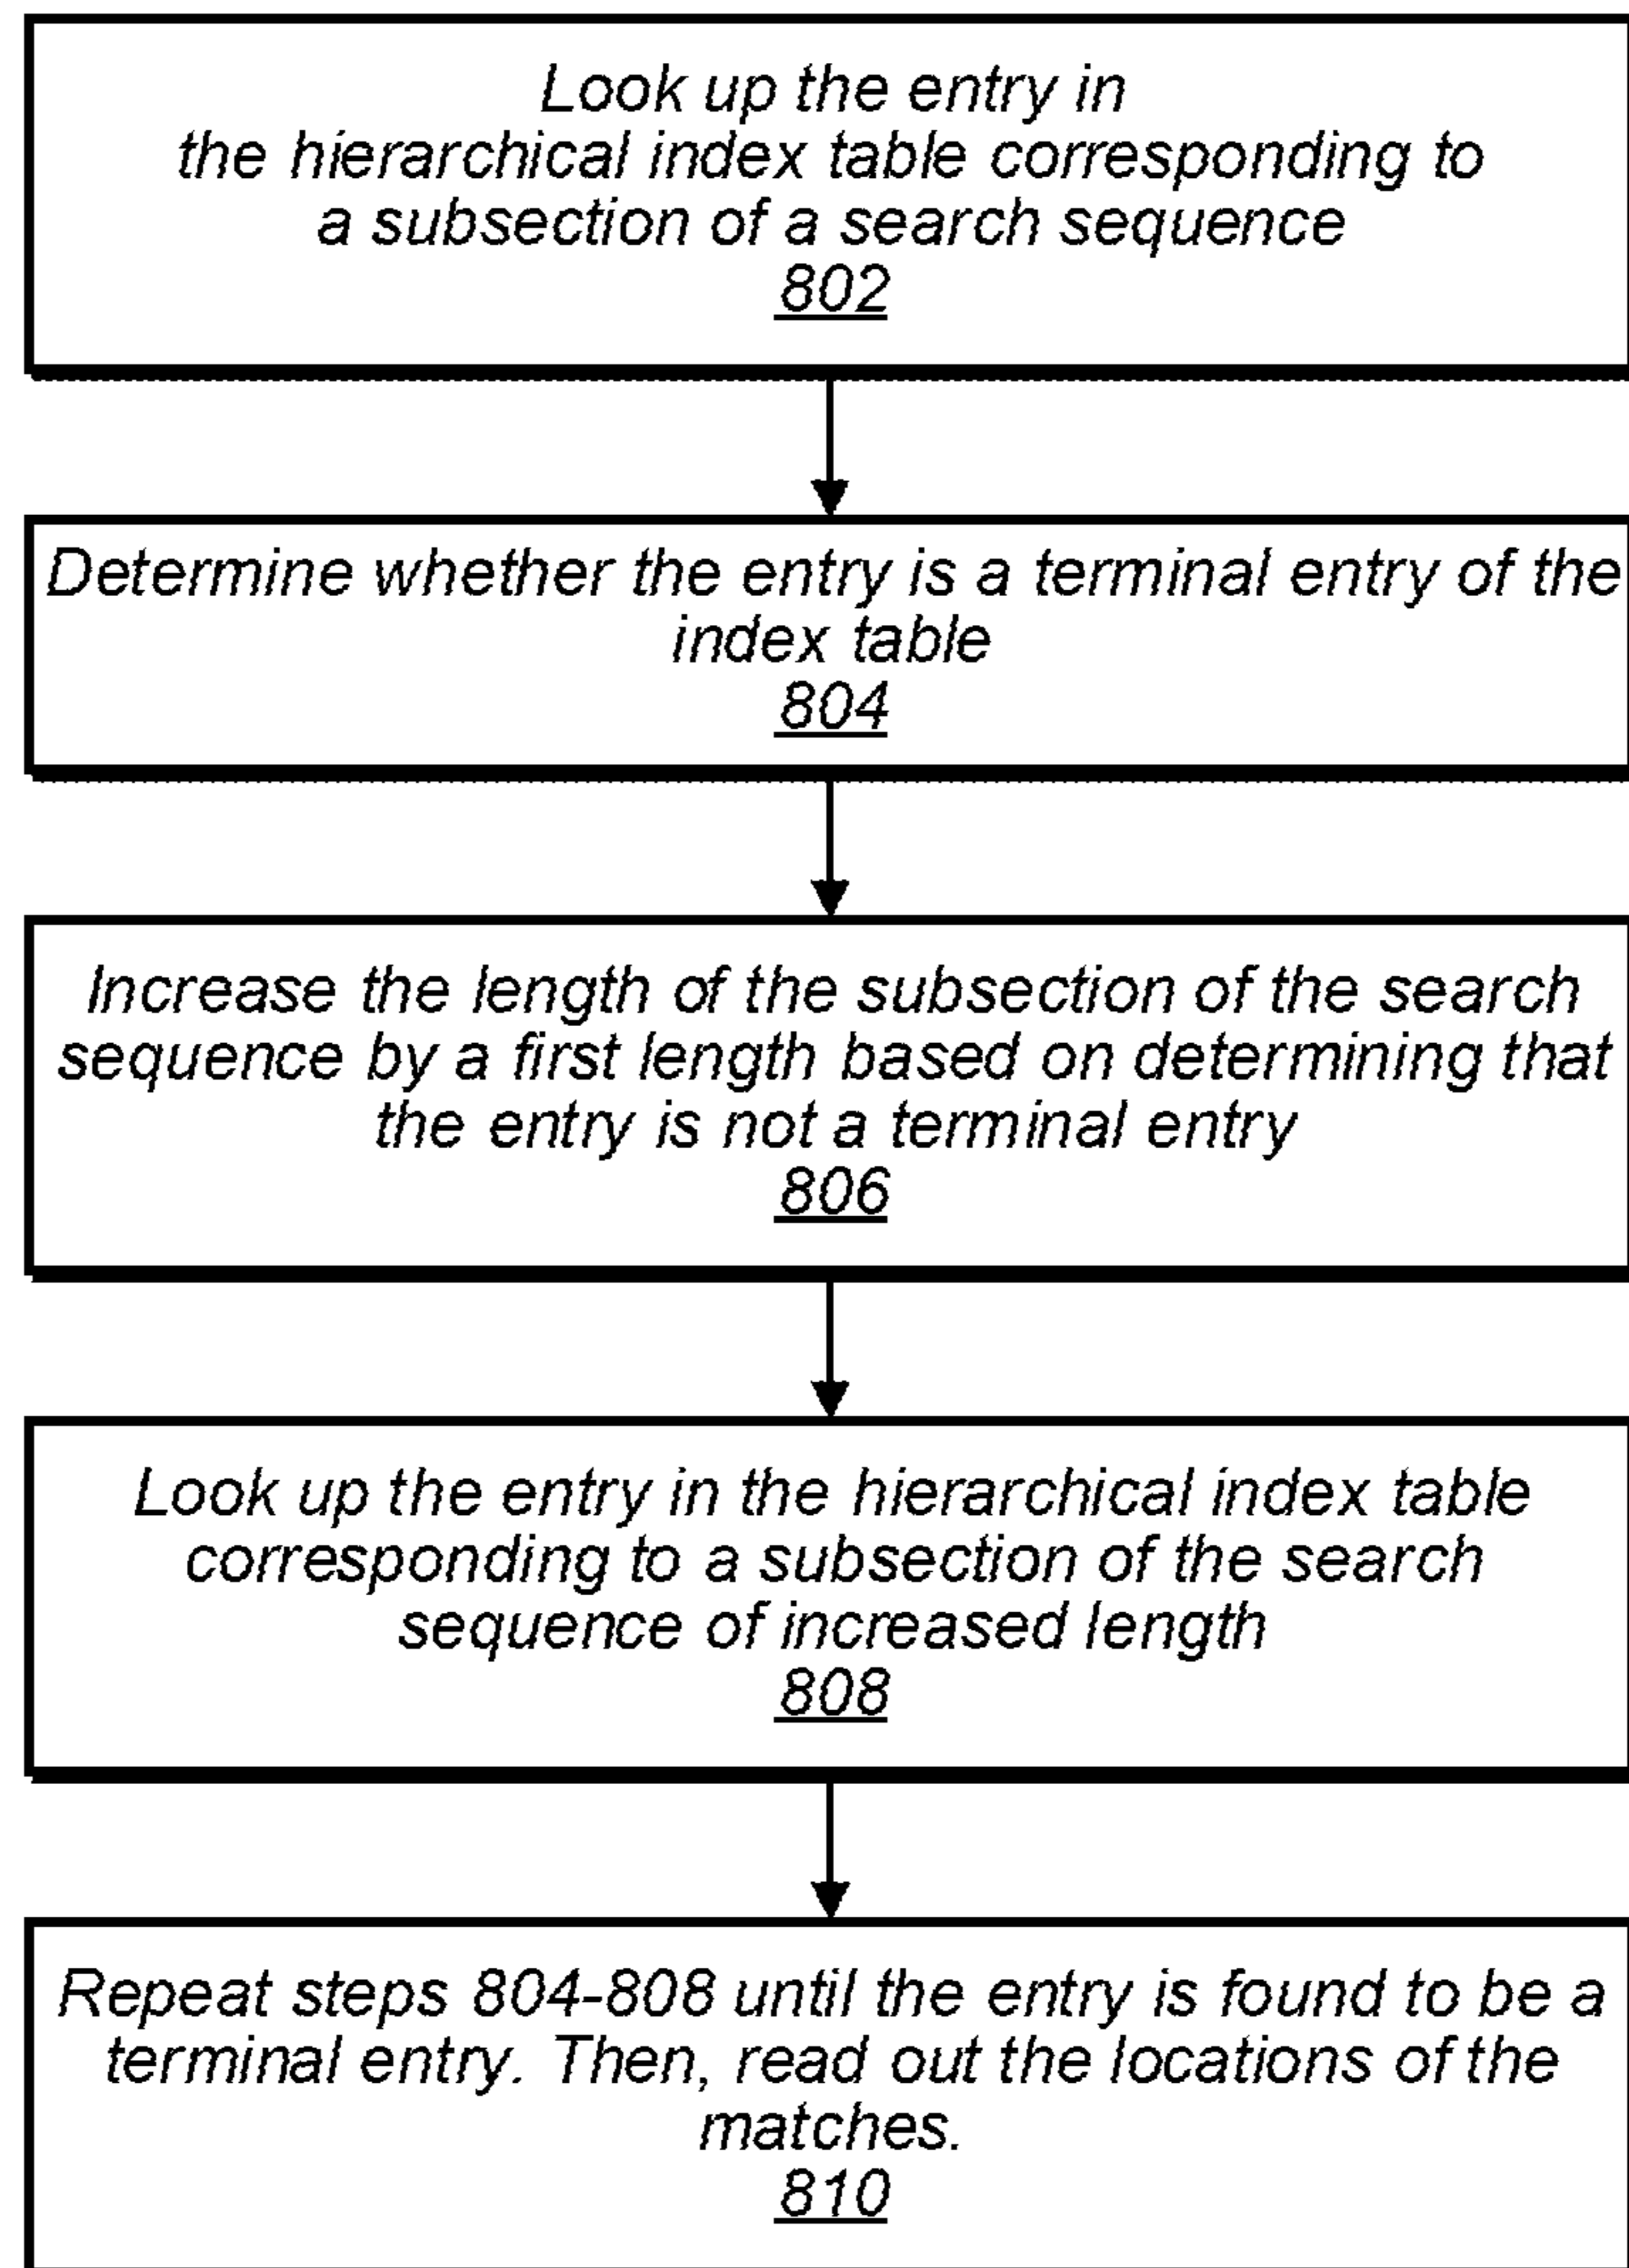 Look up the entry in
the hierarchical index table corresponding to
a subsection of a search sequence
802
Determine whether the entry is a terminal entry of the
index table
804
Increase the length of the subsection of the search
sequence by a first length based on determining that
the entry is not a terminal entry
806
Look up the entry in the hierarchical index table
corresponding to a subsection of the search
sequence of increased length
808
Repeat steps 804-808 until the entry is found to be a
terminal entry. Then, read out the locations of the
matches.
810